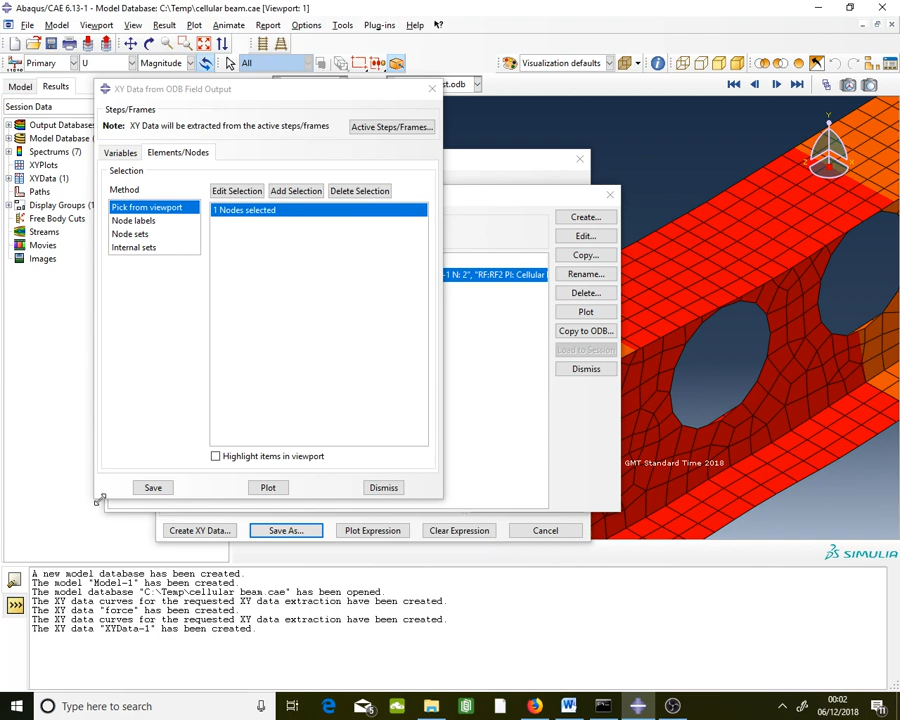 Abaqus/CAE 6.13-1 - Model Database: C:\Temp\cellular beam.cae [Viewport: 1]
File Model Viewport View Result Plot Animate Report Options Tools Plug-ins Help
Primary U Magnitude All Visualization defaults
Model Results
XY Data from ODB Field Output
st.odb
Session Data
Steps/Frames
Note: XY Data will be extracted from the active steps/frames
Active Steps/Frames...
Output Databases
Model Database (
Spectrums (7)
XYPlots
XYData (1)
Paths
Display Groups (
Free Body Cuts
Streams
Movies
Images
Variables Elements/Nodes
Selection
Method
Edit Selection Add Selection Delete Selection
Pick from viewport
Node labels
Node sets
Internal sets
1 Nodes selected
Highlight items in viewport
Save Plot Dismiss
-1 N: 2", "RF:RF2 PI: Cellular
Create...
Edit...
Copy...
Rename...
Delete...
Plot
Copy to ODB...
Load to Session
Dismiss
Create XY Data... Save As... Plot Expression Clear Expression Cancel
Y
Z
GMT Standard Time 2018
SIMULIA
A new model database has been created.
The model "Model-1" has been created.
The model database "C:\Temp\cellular beam.cae" has been opened.
The XY data curves for the requested XY data extraction have been created.
The XY data "force" has been created.
The XY data curves for the requested XY data extraction have been created.
The XY data "XYData-1" has been created.
>>>
Type here to search
00:02
06/12/2018